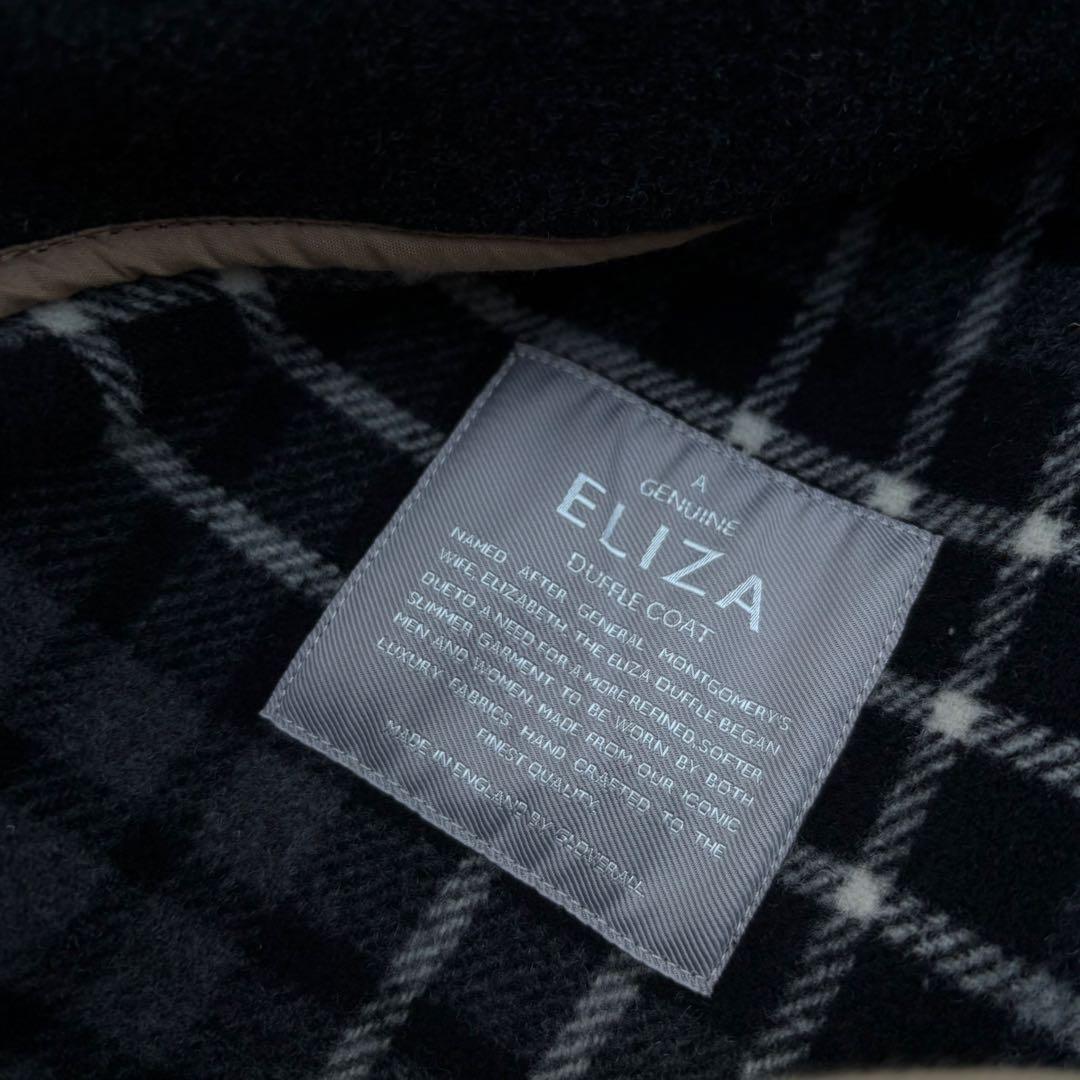 A
GENUINE
ELIZA
DUFFLE COAT
NAMED AFTER GENERAL MONTGOMERY'S
WIFE, ELIZABETH. THE ELIZA DUFFLE BEGAN
DUE TO A NEED FOR A MORE REFINED, SOFTER,
SLIMMER GARMENT TO BE WORN BY BOTH
MEN AND WOMEN. MADE FROM OUR ICONIC
LUXURY FABRICS, HAND CRAFTED TO THE
FINEST QUALITY.
MADE IN ENGLAND BY GLOVERALL